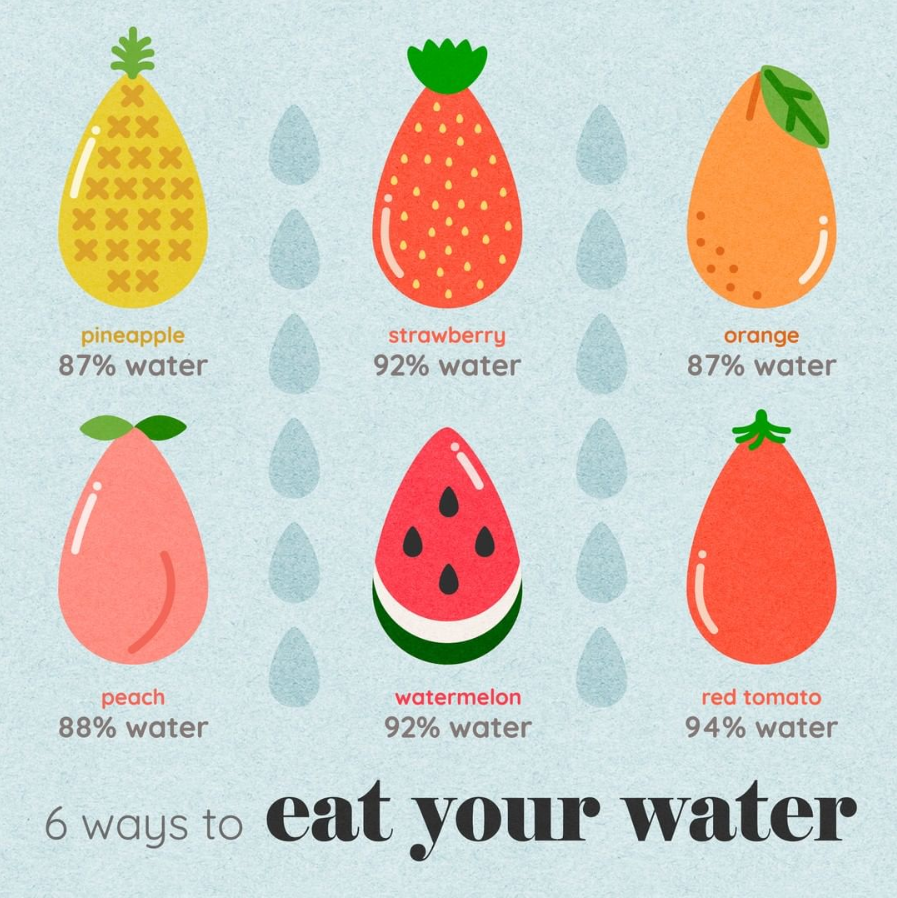 pineapple
87% water
strawberry
92% water
orange
87% water
peach
88% water
watermelon
92% water
red tomato
94% water
6 ways to eat your water